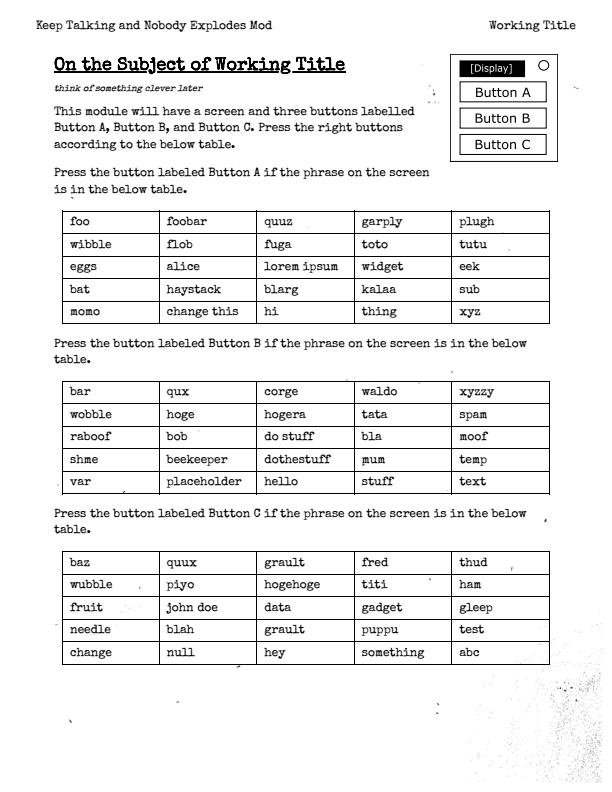 Keep Talking and Nobody Explodes Mod Working Title
On the Subject of Working Title
think of something clever later
This module will have a screen and three buttons labelled
Button A, Button B, and Button C. Press the right buttons
according to the below table.
[Display]
Button A
Button B
Button C
Press the button labeled Button A if the phrase on the screen
is in the below table.
foo foobar quuz garply plugh
wibble flob fuga toto tutu
eggs alice lorem ipsum widget eek
bat haystack blarg kalaa sub
momo change this hi thing xyz
Press the button labeled Button B if the phrase on the screen is in the below
table.
bar qux corge waldo xyzzy
wobble hoge hogera tata spam
raboof bob do stuff bla moof
shme beekeeper dothestuff mum temp
var placeholder hello stuff text
Press the button labeled Button C if the phrase on the screen is in the below
table.
baz quux grault fred thud
wubble piyo hogehoge titi ham
fruit john doe data gadget gleep
needle blah grault puppu test
change null hey something abc